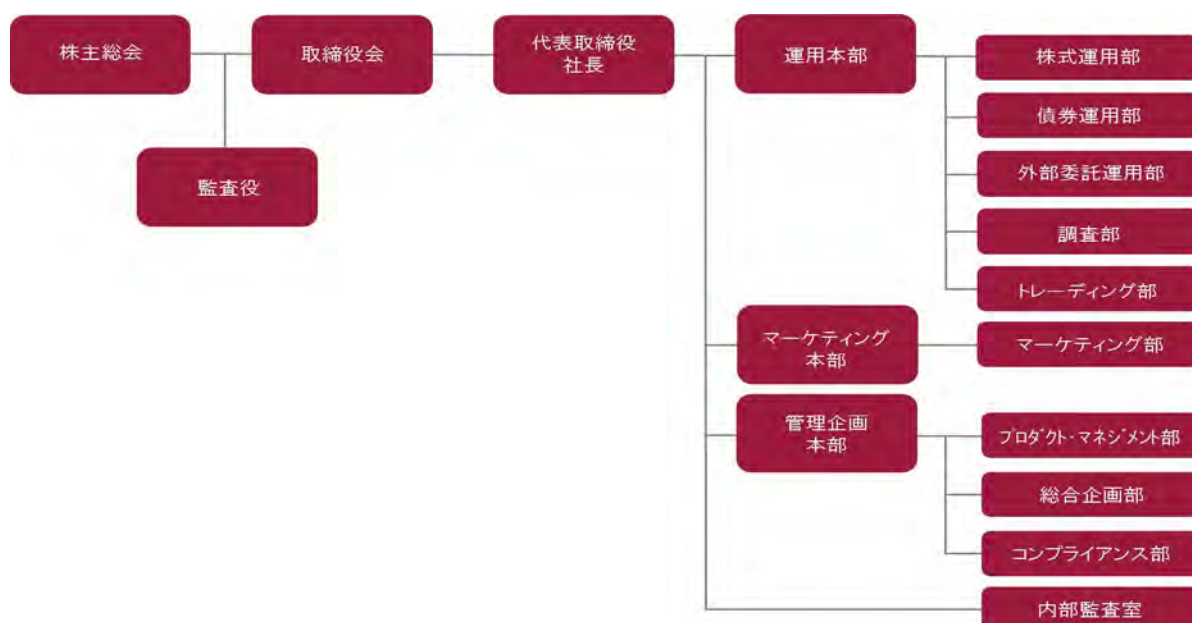 株主総会
取締役会
代表取締役
社長
運用本部
株式運用部
債券運用部
外部委託運用部
監査役
調査部
トレーディング部
マーケティング
本部
マーケティング部
管理企画
本部
プロダクト・マネジメント部
総合企画部
コンプライアンス部
内部監査室